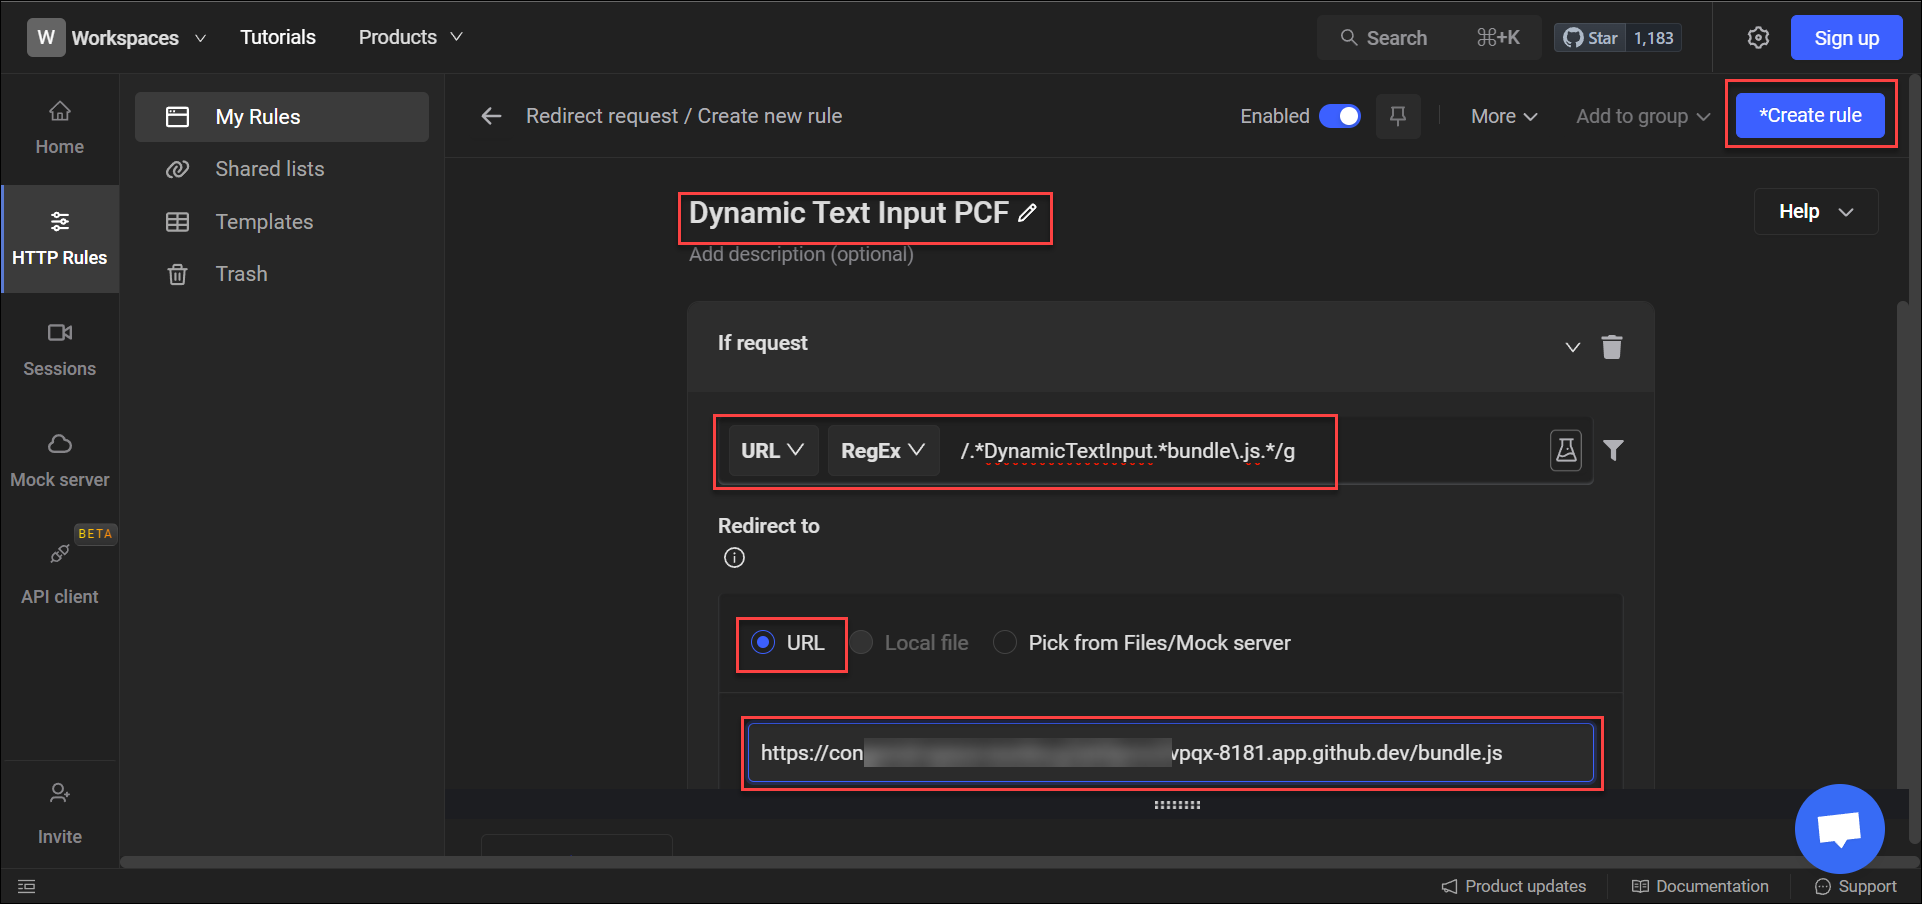 W Workspaces Tutorials Products Search ⌘+K Star 1,183 Sign up
Home
HTTP Rules
Sessions
Mock server
BETA
API client
Invite
My Rules
Shared lists
Templates
Trash
Redirect request / Create new rule Enabled More Add to group *Create rule
Dynamic Text Input PCF
Add description (optional)
Help
If request
URL RegEx /.*DynamicTextInput.*bundle\.js.*/g
Redirect to
URL Local file Pick from Files/Mock server
https://con vpqx-8181.app.github.dev/bundle.js
Product updates Documentation Support